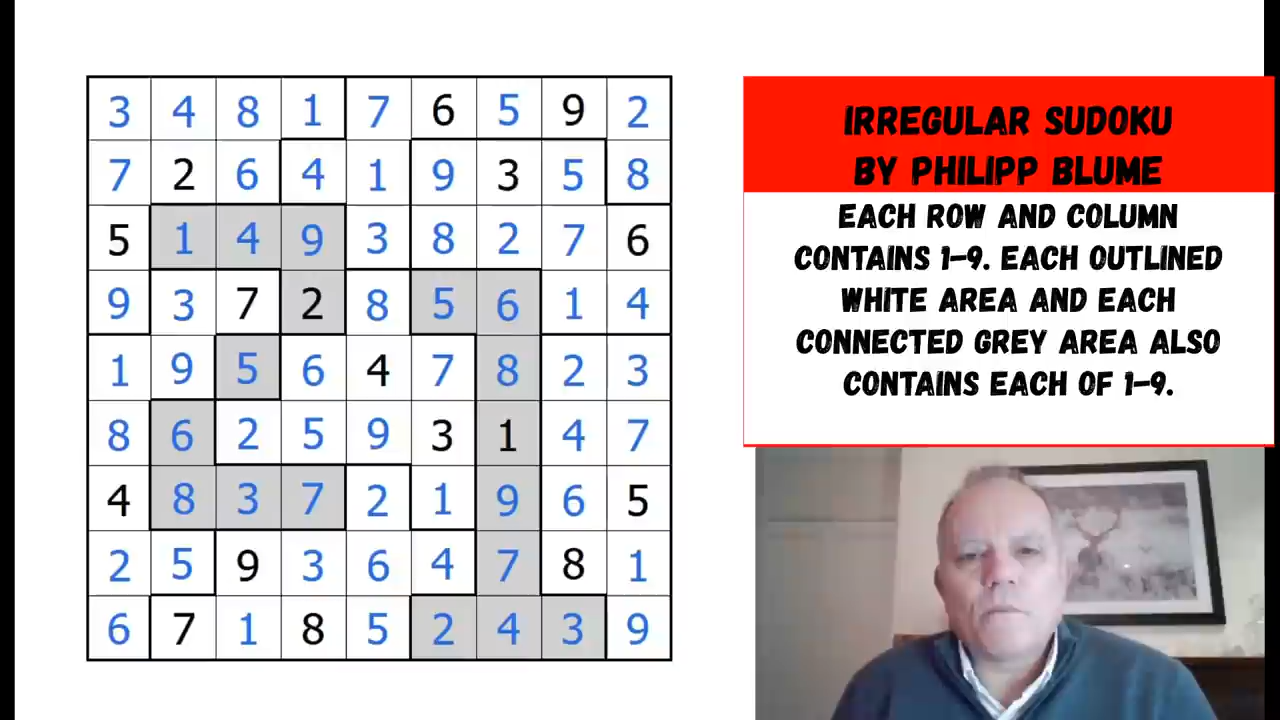 3 4 8 1 7 6 5 9 2
7 2 6 4 1 9 3 5 8
5 1 4 9 3 8 2 7 6
9 3 7 2 8 5 6 1 4
1 9 5 6 4 7 8 2 3
8 6 2 5 9 3 1 4 7
4 8 3 7 2 1 9 6 5
2 5 9 3 6 4 7 8 1
6 7 1 8 5 2 4 3 9
IRREGULAR SUDOKU
BY PHILIPP BLUME
EACH ROW AND COLUMN
CONTAINS 1-9. EACH OUTLINED
WHITE AREA AND EACH
CONNECTED GREY AREA ALSO
CONTAINS EACH OF 1-9.